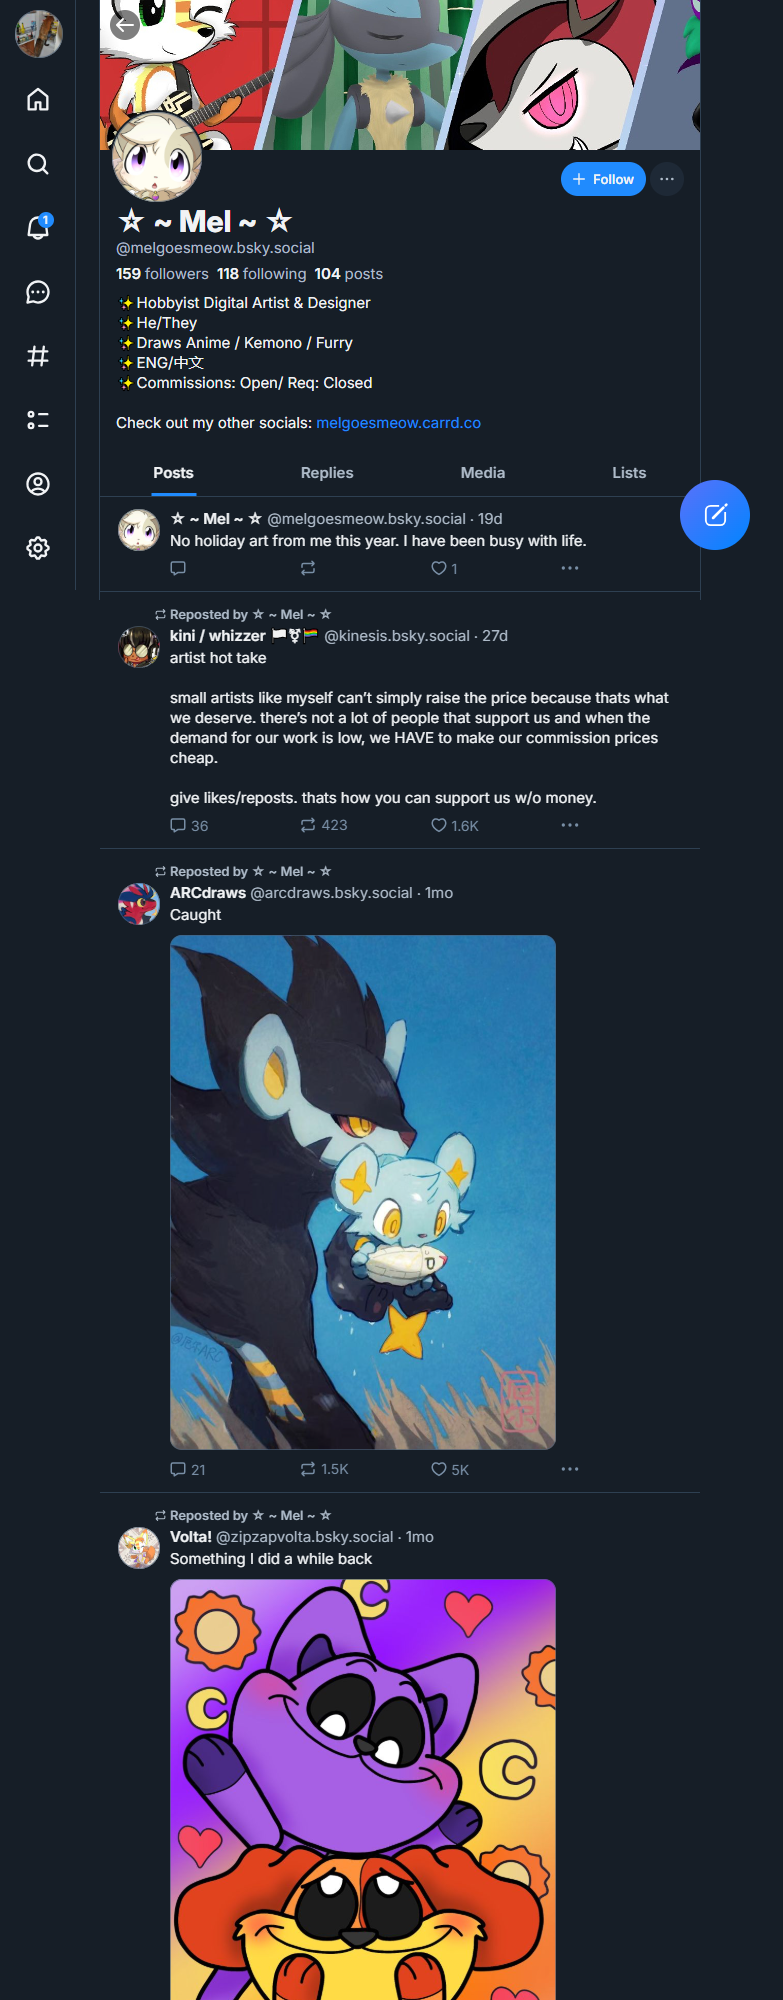 1
+ Follow
☆ ~ Mel ~ ☆
@melgoesmeow.bsky.social
159 followers 118 following 104 posts
✨Hobbyist Digital Artist & Designer
✨He/They
✨Draws Anime / Kemono / Furry
✨ENG/中文
✨Commissions: Open/ Req: Closed
Check out my other socials: melgoesmeow.carrd.co
Posts Replies Media Lists
☆ ~ Mel ~ ☆ @melgoesmeow.bsky.social · 19d
No holiday art from me this year. I have been busy with life.
1
Reposted by ☆ ~ Mel ~ ☆
kini / whizzer 🏳️⚧🏳️‍🌈 @kinesis.bsky.social · 27d
artist hot take
small artists like myself can’t simply raise the price because thats what
we deserve. there’s not a lot of people that support us and when the
demand for our work is low, we HAVE to make our commission prices
cheap.
give likes/reposts. thats how you can support us w/o money.
36 423 1.6K
Reposted by ☆ ~ Mel ~ ☆
ARCdraws @arcdraws.bsky.social · 1mo
Caught
21 1.5K 5K
Reposted by ☆ ~ Mel ~ ☆
Volta! @zipzapvolta.bsky.social · 1mo
Something I did a while back
C
C
C